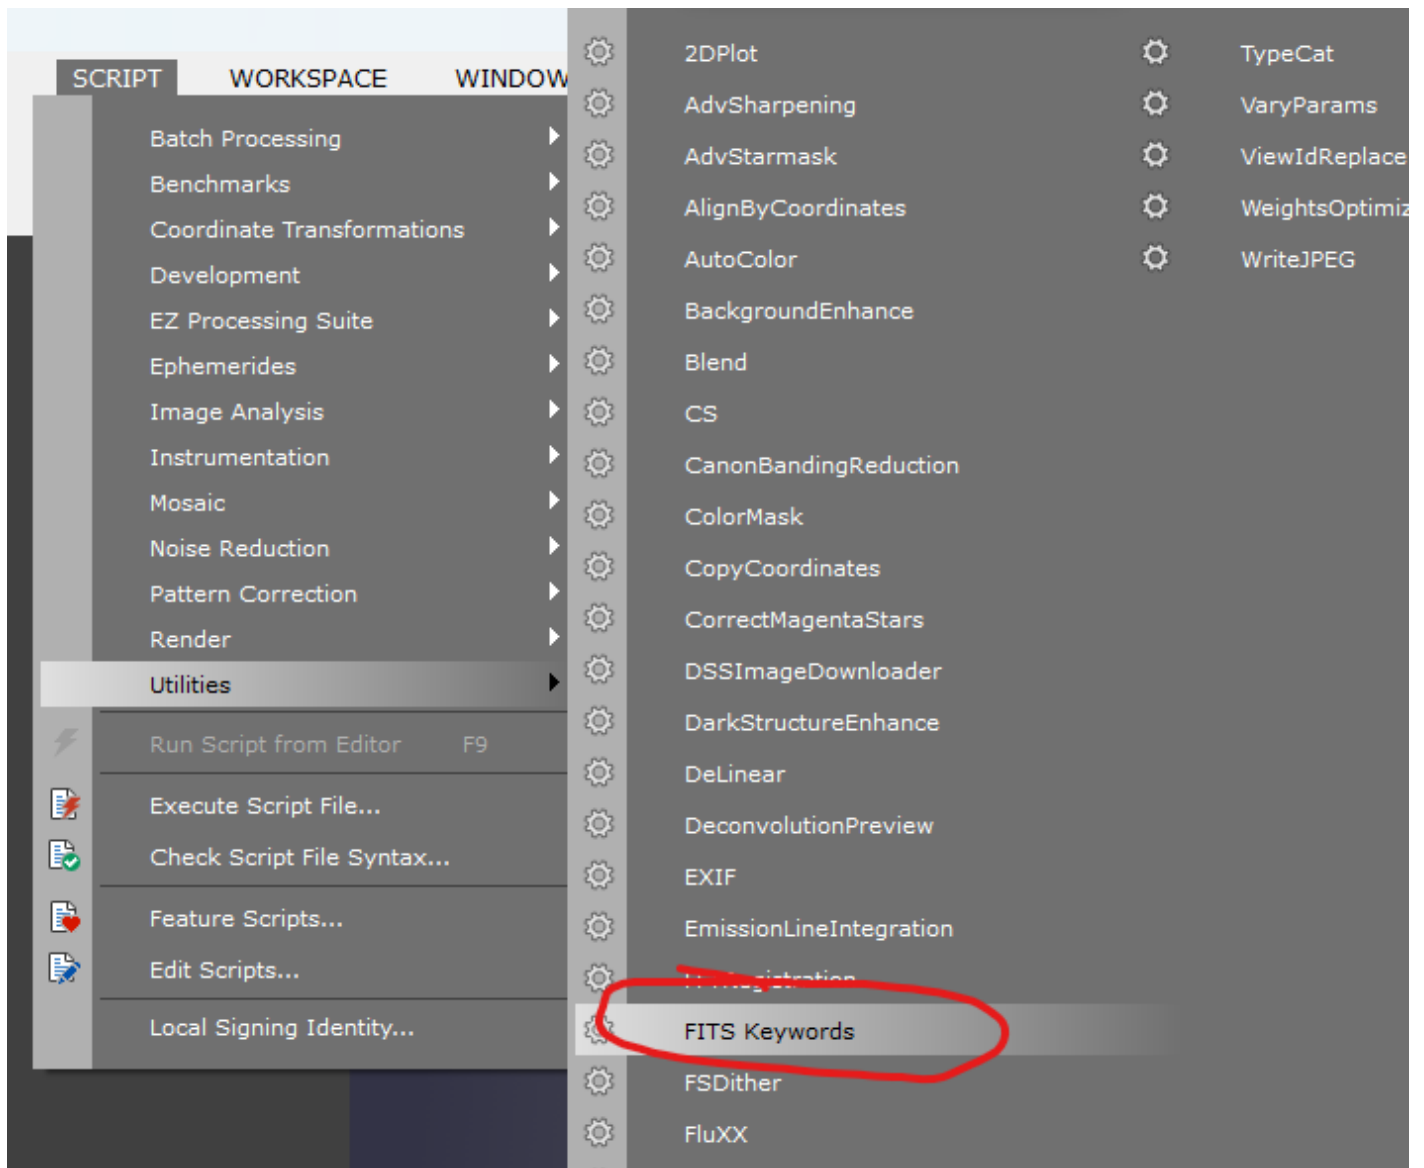 SCRIPT WORKSPACE WINDOW
Batch Processing
Benchmarks
Coordinate Transformations
Development
EZ Processing Suite
Ephemerides
Image Analysis
Instrumentation
Mosaic
Noise Reduction
Pattern Correction
Render
Utilities
Run Script from Editor F9
Execute Script File...
Check Script File Syntax...
Feature Scripts...
Edit Scripts...
Local Signing Identity...
2DPlot
AdvSharpening
AdvStarmask
AlignByCoordinates
AutoColor
BackgroundEnhance
Blend
CS
CanonBandingReduction
ColorMask
CopyCoordinates
CorrectMagentaStars
DSSImageDownloader
DarkStructureEnhance
DeLinear
DeconvolutionPreview
EXIF
EmissionLineIntegration
FITS Keywords
FSDither
FluXX
TypeCat
VaryParams
ViewIdReplace
WeightsOptimiz
WriteJPEG